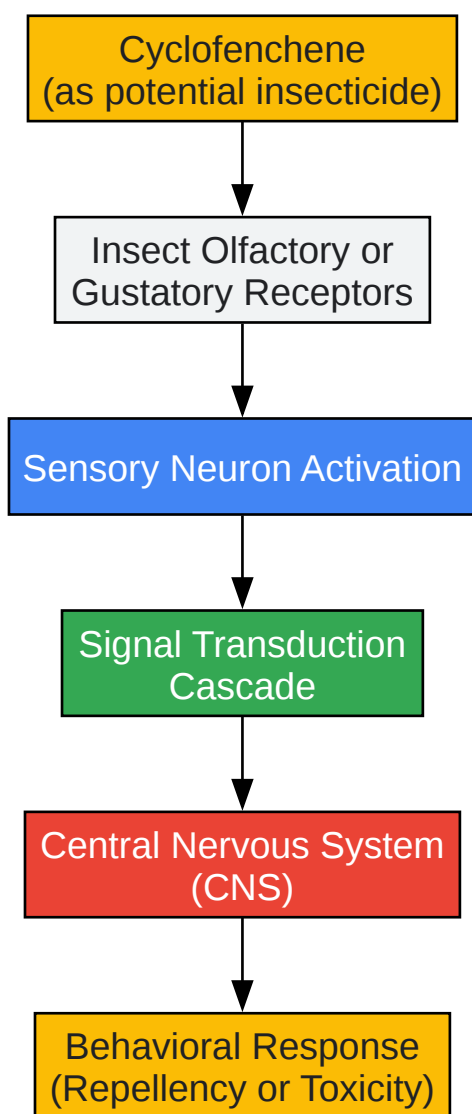 Cyclofenchene
(as potential insecticide)
Insect Olfactory or
Gustatory Receptors
Sensory Neuron Activation
Signal Transduction
Cascade
Central Nervous System
(CNS)
Behavioral Response
(Repellency or Toxicity)